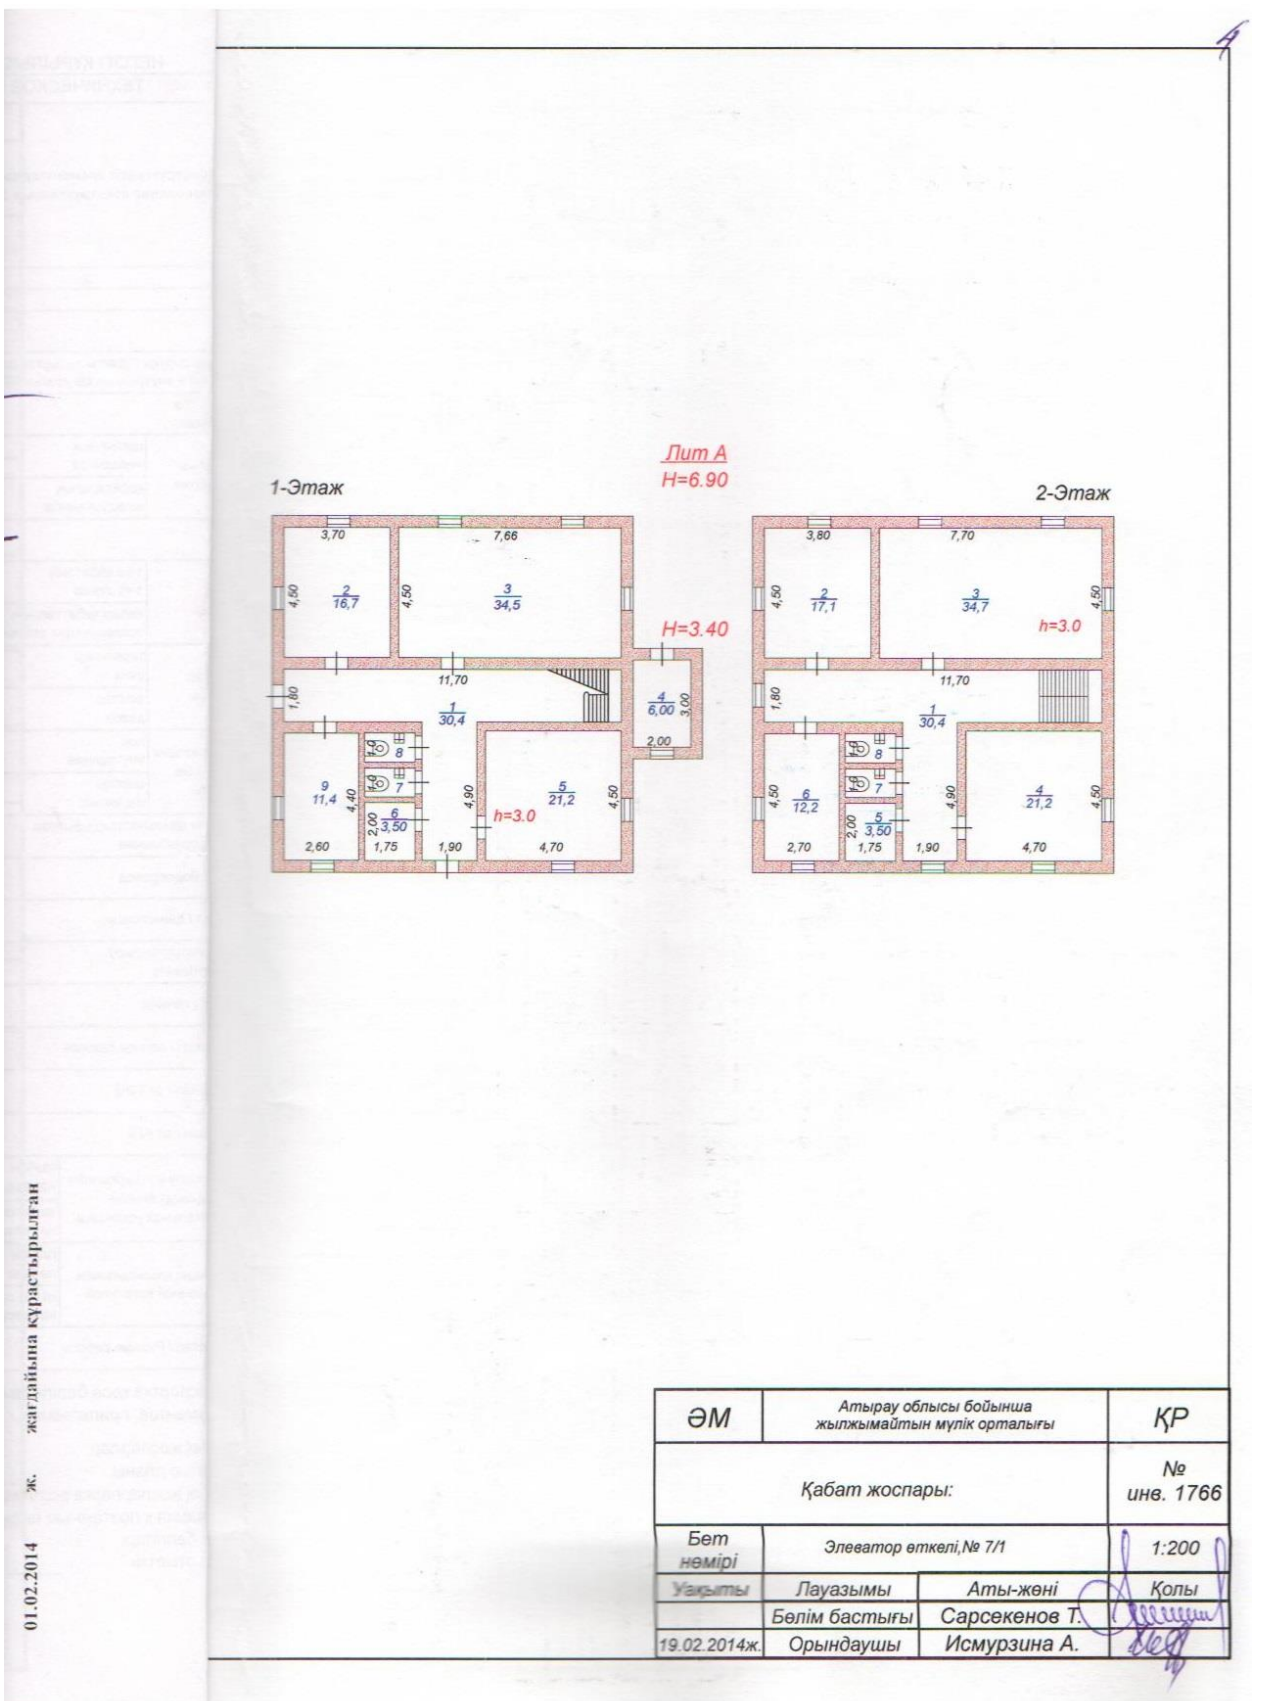 Лит А
Н=6.90
1-Этаж
3,70
7,66
4,50
2
16,7
4,50
3
34,5
11,70
1,80
1
30,4
Н=3.40
4
6,00
3,00
2,00
9
11,4
4,40
2,60
1,0
8
1,0
7
6
3,50
2,00
1,75
4,90
1,90
5
21,2
4,50
h=3.0
4,70
2-Этаж
3,80
7,70
4,50
2
17,1
3
34,7
4,50
h=3.0
11,70
1,80
1
30,4
4,50
6
12,2
2,70
1,0
8
1,0
7
5
3,50
2,00
1,75
4,90
1,90
4
21,2
4,50
4,70
01.02.2014 ж. жағдайына құрастырылған
ӘМ
Атырау облысы бойынша
жылжымайтын мүлік орталығы
ҚР
Қабат жоспары:
№
инв. 1766
Бет
нөмірі
Элеватор өткелі,№ 7/1
1:200
Уақыты
Лауазымы
Аты-жөні
Қолы
Бөлім бастығы
Сарсекенов Т.
19.02.2014ж.
Орындаушы
Исмурзина А.